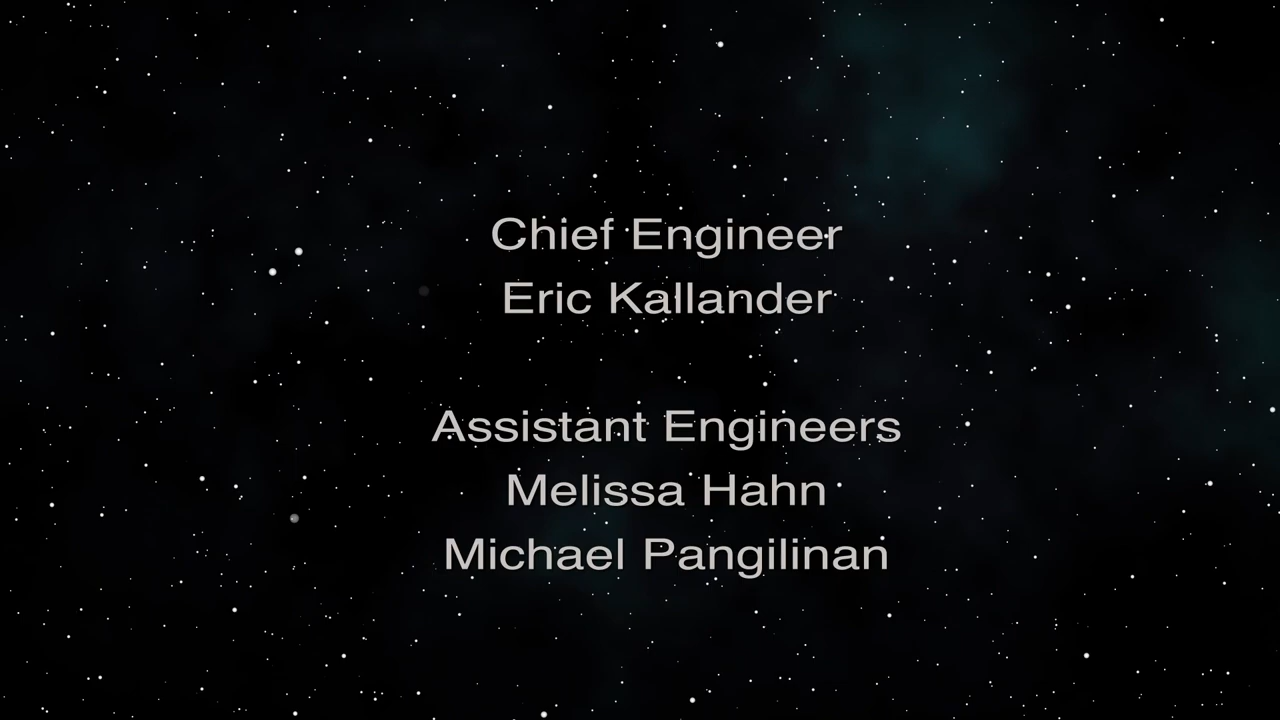 Chief Engineer
Eric Kallander
Assistant Engineers
Melissa Hahn
Michael Pangilinan